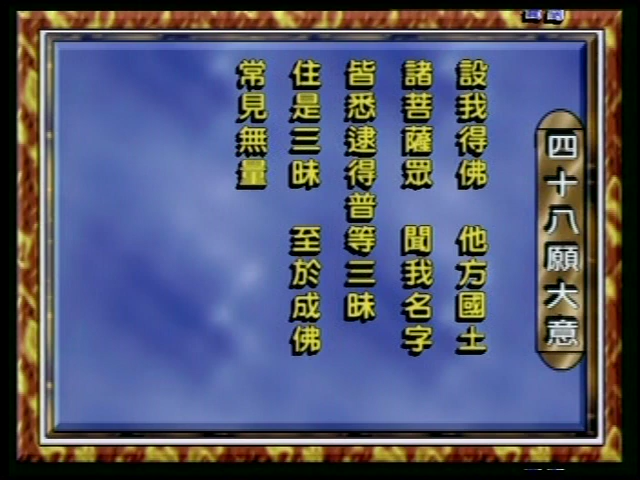 四十八願大意
設我得佛 他方國土
諸菩薩眾 聞我名字
皆悉逮得普等三昧
住是三昧 至於成佛
常見無量